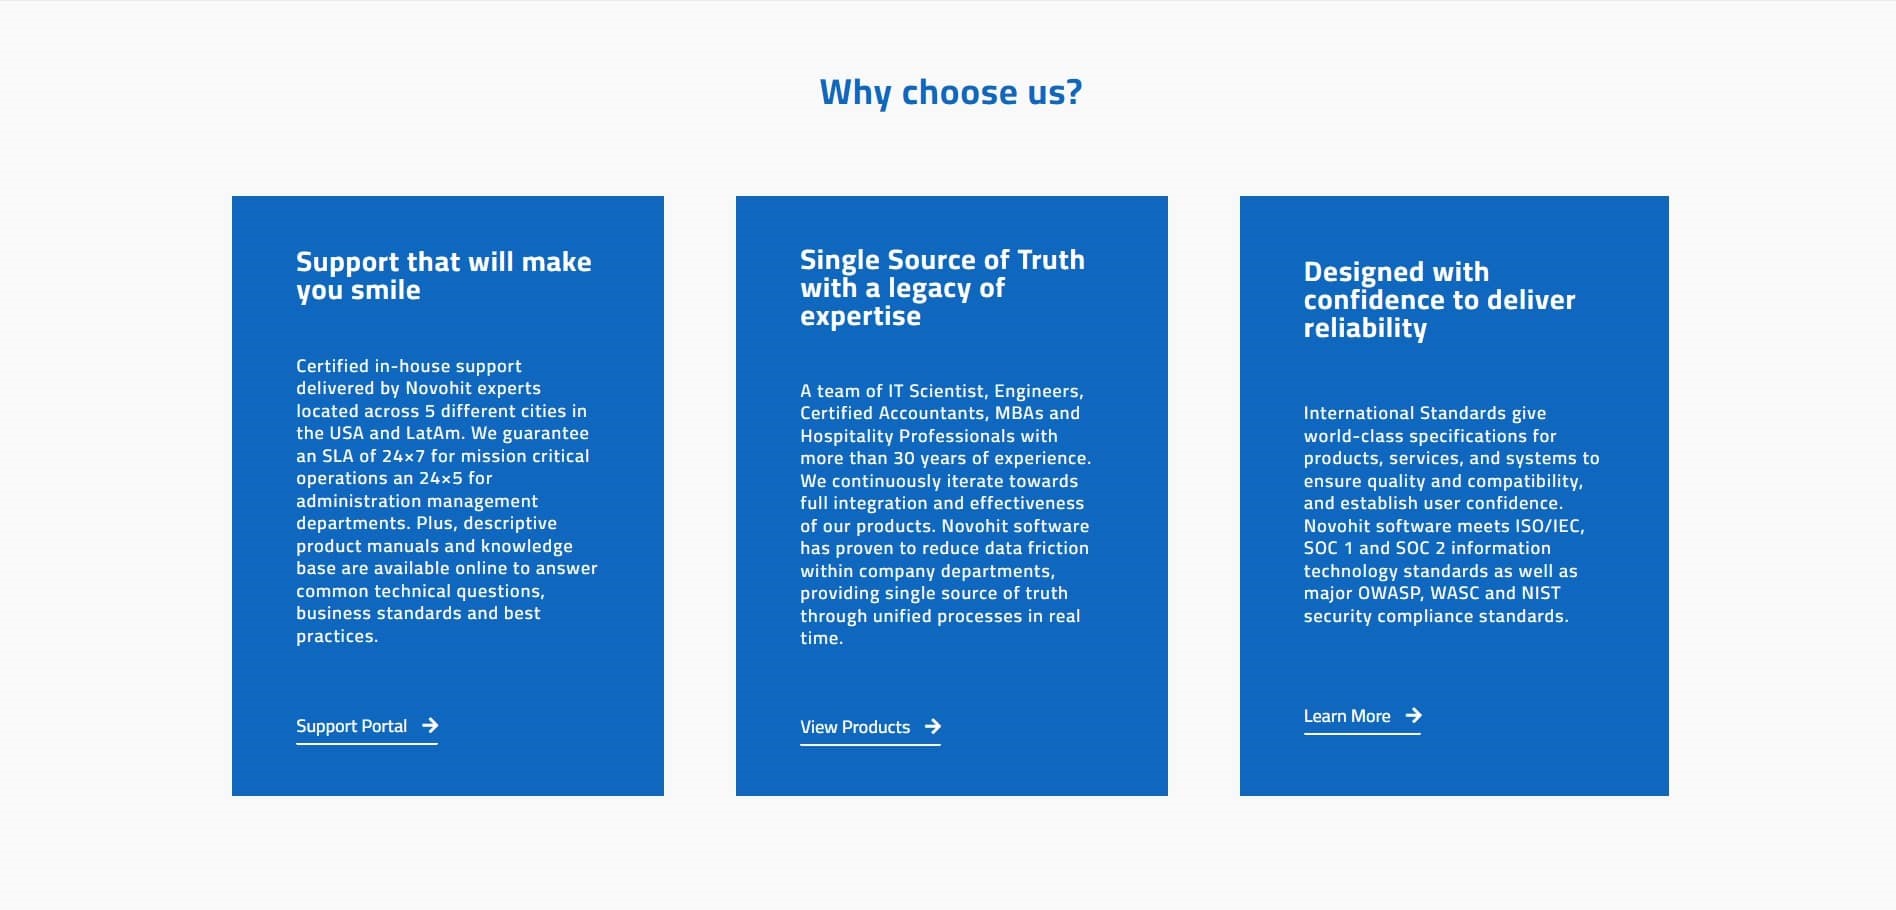 Why choose us?
Support that will make
you smile
Certified in-house support
delivered by Novohit experts
located across 5 different cities in
the USA and LatAm. We guarantee
an SLA of 24×7 for mission critical
operations an 24×5 for
administration management
departments. Plus, descriptive
product manuals and knowledge
base are available online to answer
common technical questions,
business standards and best
practices.
Support Portal
Single Source of Truth
with a legacy of
expertise
A team of IT Scientist, Engineers,
Certified Accountants, MBAs and
Hospitality Professionals with
more than 30 years of experience.
We continuously iterate towards
full integration and effectiveness
of our products. Novohit software
has proven to reduce data friction
within company departments,
providing single source of truth
through unified processes in real
time.
View Products
Designed with
confidence to deliver
reliability
International Standards give
world-class specifications for
products, services, and systems to
ensure quality and compatibility,
and establish user confidence.
Novohit software meets ISO/IEC,
SOC 1 and SOC 2 information
technology standards as well as
major OWASP, WASC and NIST
security compliance standards.
Learn More